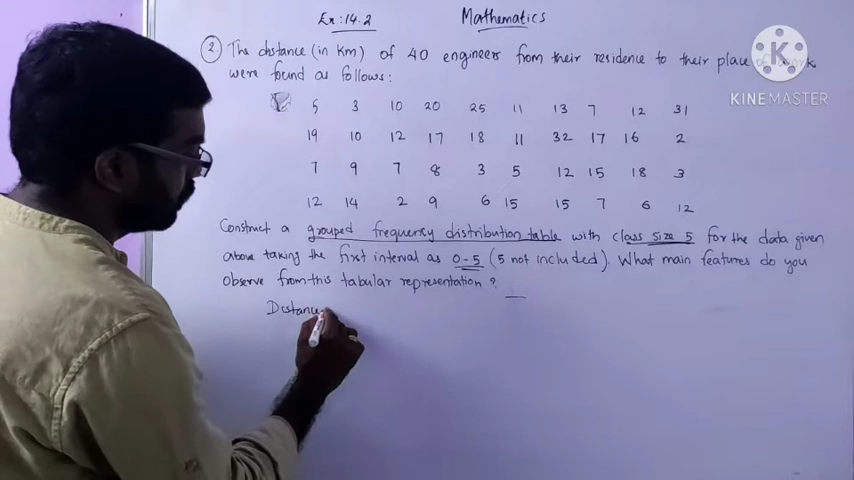 Ex:14.2 Mathematics
② The distance (in km) of 40 engineers from their residence to their place of work
were found as follows:
5 3 10 20 25 11 13 7 12 31
19 10 12 17 18 11 32 17 16 2
7 9 7 8 3 5 12 15 18 3
12 14 2 9 6 15 15 7 6 12
Construct a grouped frequency distribution table with class size 5 for the data given
above taking the first interval as 0-5 (5 not included). What main features do you
observe from this tabular representation?
Distance
KINEMASTER